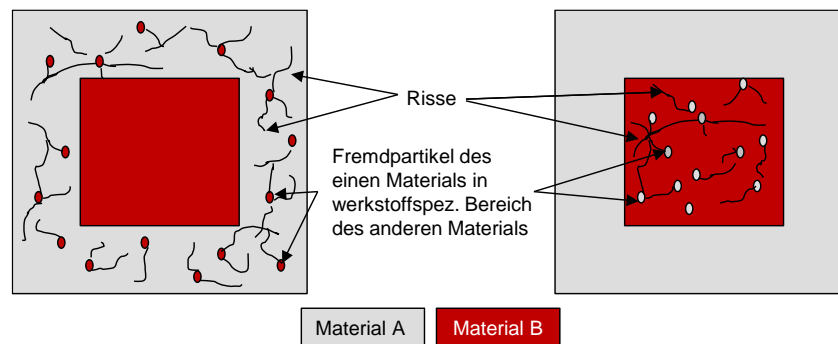 Risse
Fremdpartikel des
einen Materials in
werkstoffspez. Bereich
des anderen Materials
Material A
Material B